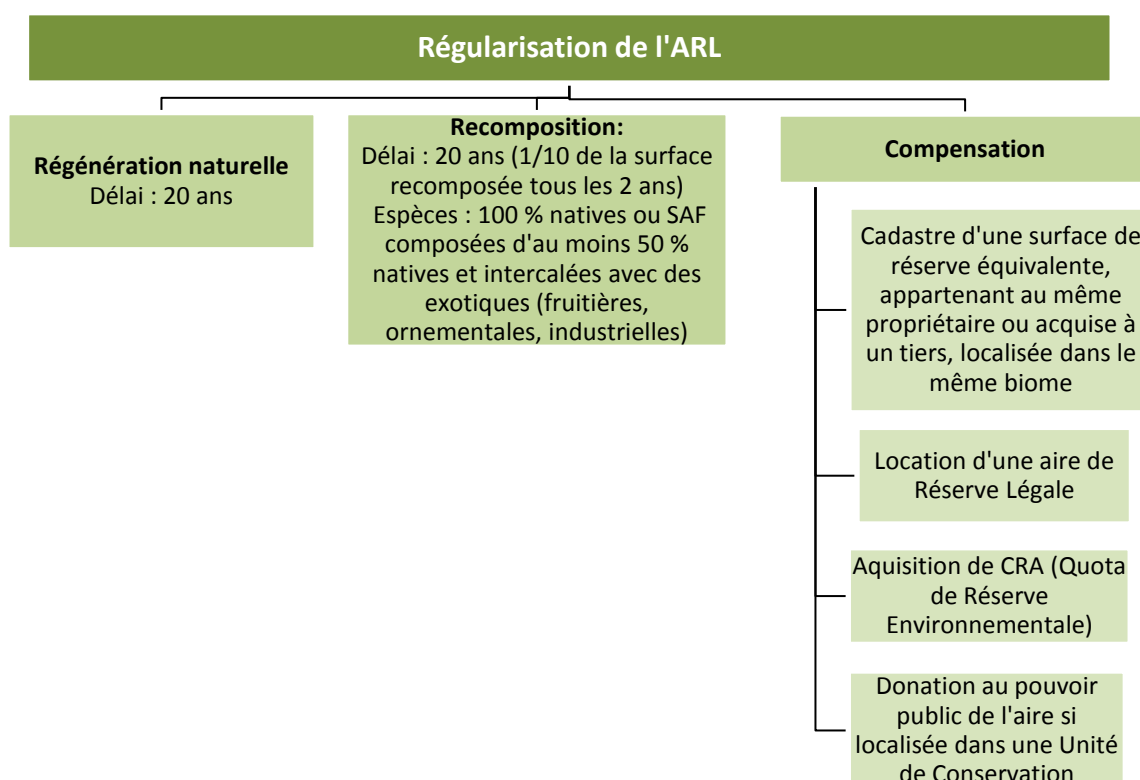 Régularisation de l'ARL
Régénération naturelle
Délai : 20 ans
Recomposition:
Délai : 20 ans (1/10 de la surface
recomposée tous les 2 ans)
Espèces : 100 % natives ou SAF
composées d'au moins 50 %
natives et intercalées avec des
exotiques (fruitières,
ornementales, industrielles)
Compensation
Cadastre d'une surface de
réserve équivalente,
appartenant au même
propriétaire ou acquise à
un tiers, localisée dans le
même biome
Location d'une aire de
Réserve Légale
Aquisition de CRA (Quota
de Réserve
Environnementale)
Donation au pouvoir
public de l'aire si
localisée dans une Unité
de Conservation